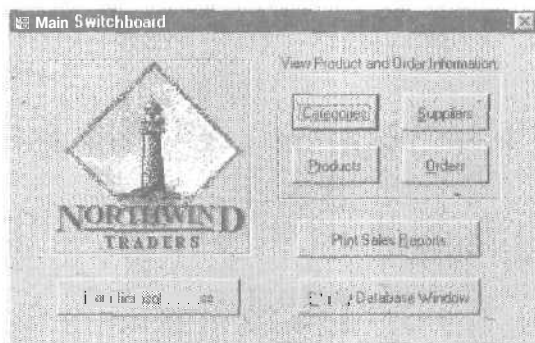 Main Switchboard
View Product and Order Information
Categories
Suppliers
Products
Orders
NORTHWIND
TRADERS
Print Sales Reports
Database Window